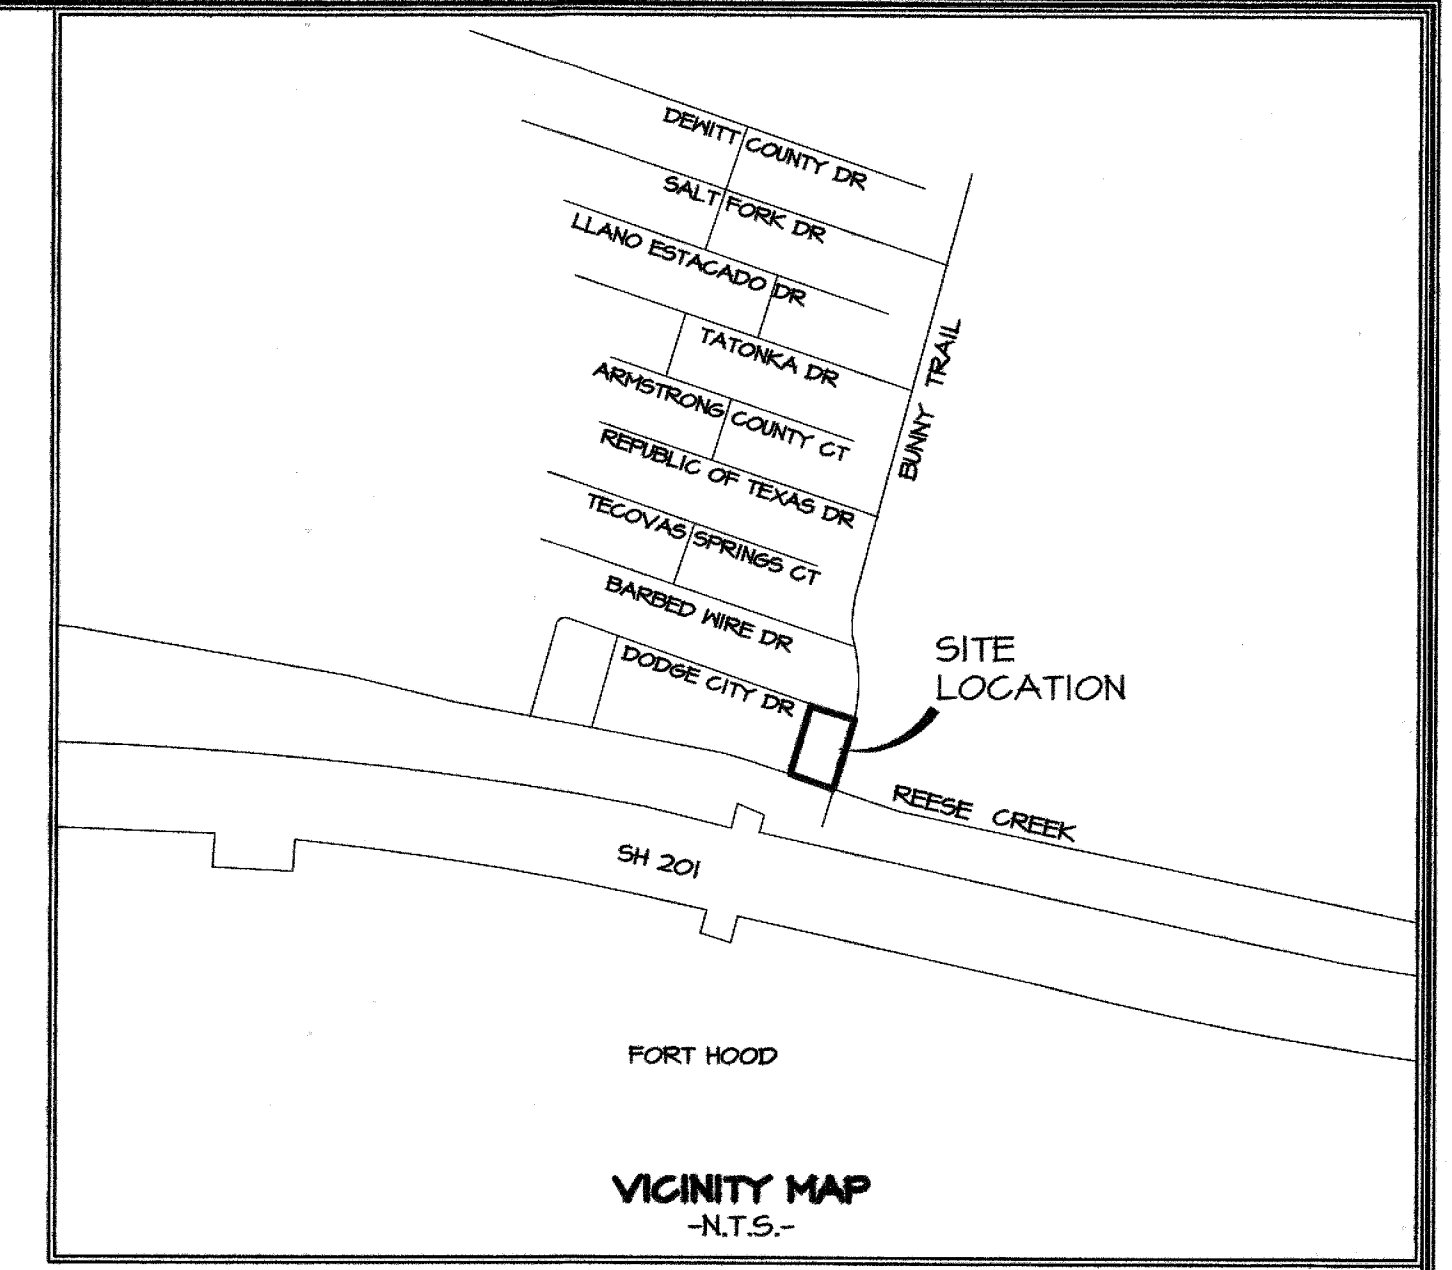 DEWITT COUNTY DR
SALT FORK DR
LLANO ESTACADO DR
TATONKA DR
BUNNY TRAIL
ARMSTRONG COUNTY CT
REPUBLIC OF TEXAS DR
TECOVAS SPRINGS CT
BARBED WIRE DR
DODGE CITY DR
SITE
LOCATION
REESE CREEK
SH 201
FORT HOOD
VICINITY MAP
-N.T.S.-